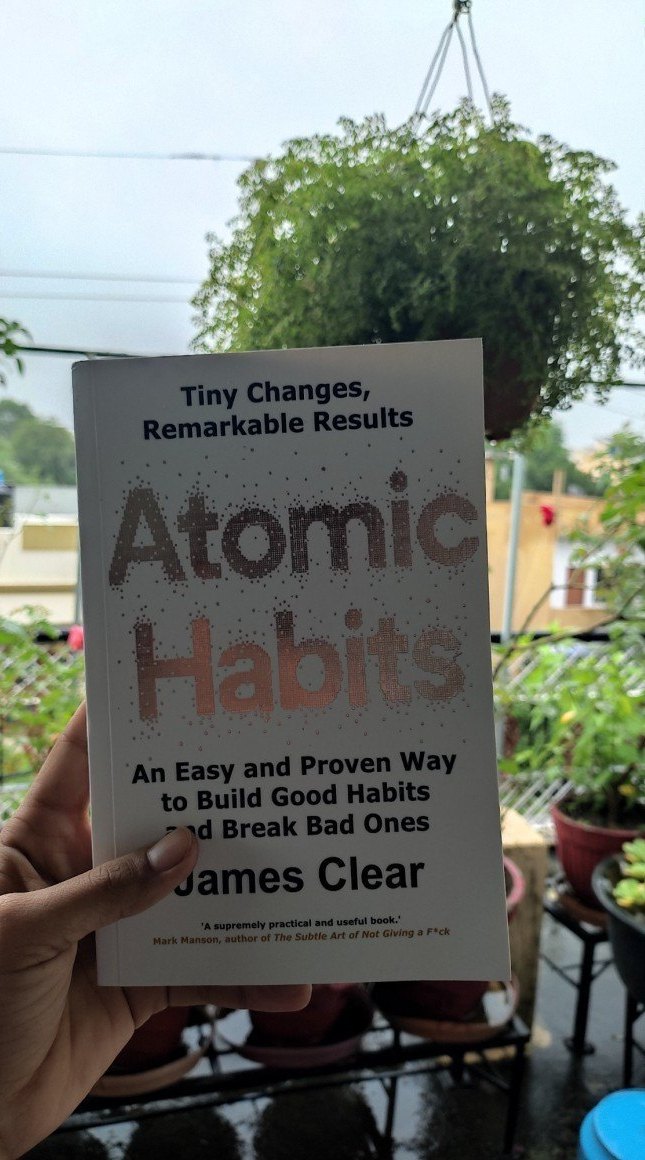 Tiny Changes,
Remarkable Results
Atomic
Habits
An Easy and Proven Way
to Build Good Habits
and Break Bad Ones
James Clear
'A supremely practical and useful book.'
Mark Manson, author of The Subtle Art of Not Giving a F*ck